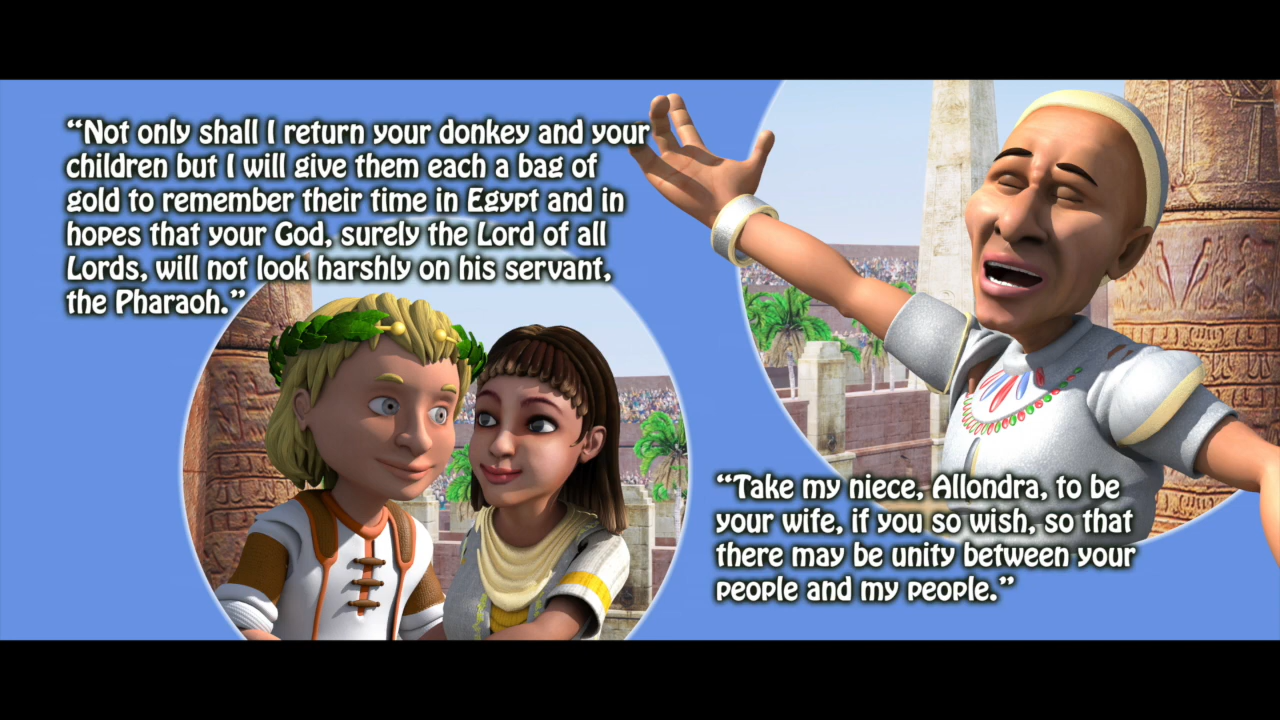 “Not only shall I return your donkey and your
children but I will give them each a bag of
gold to remember their time in Egypt and in
hopes that your God, surely the Lord of all
Lords, will not look harshly on his servant,
the Pharaoh.”
“Take my niece, Allondra, to be
your wife, if you so wish, so that
there may be unity between your
people and my people.”